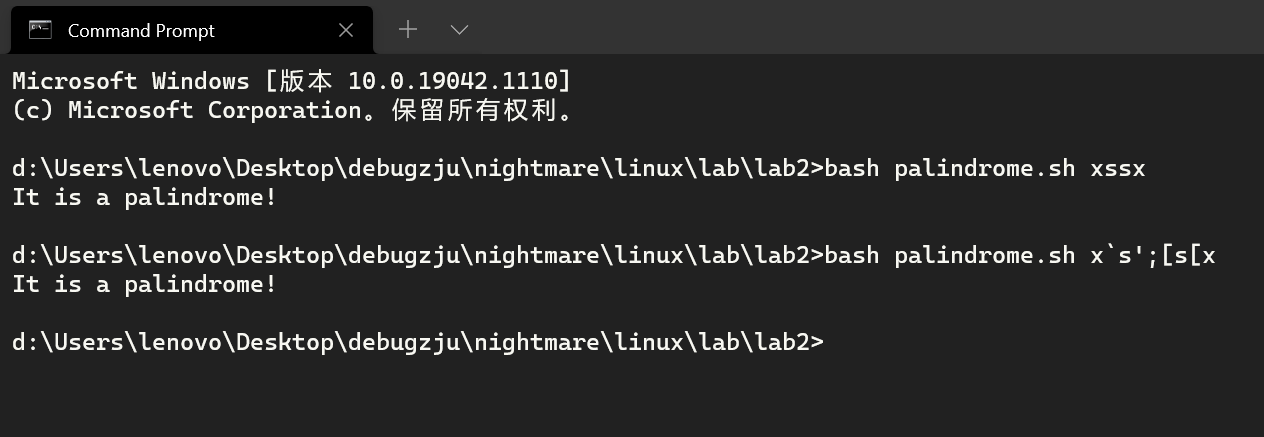 Command Prompt
Microsoft Windows [版本 10.0.19042.1110]
(c) Microsoft Corporation。保留所有权利。
d:\Users\lenovo\Desktop\debugzju\nightmare\linux\lab\lab2>bash palindrome.sh xssx
It is a palindrome!
d:\Users\lenovo\Desktop\debugzju\nightmare\linux\lab\lab2>bash palindrome.sh x`s';[s[x
It is a palindrome!
d:\Users\lenovo\Desktop\debugzju\nightmare\linux\lab\lab2>